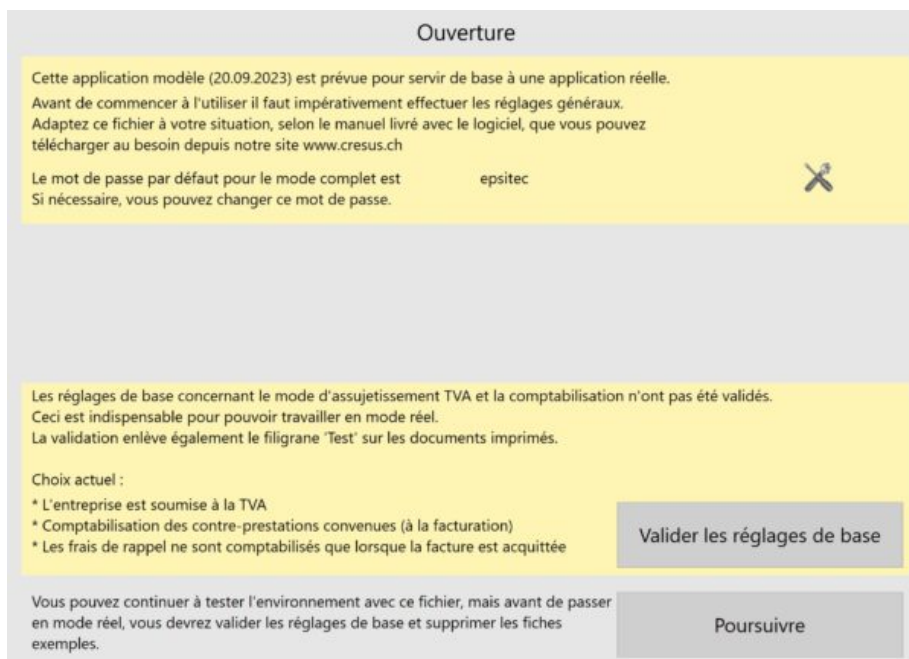 Ouverture
Cette application modèle (20.09.2023) est prévue pour servir de base à une application réelle.
Avant de commencer à l'utiliser il faut impérativement effectuer les réglages généraux.
Adaptez ce fichier à votre situation, selon le manuel livré avec le logiciel, que vous pouvez
télécharger au besoin depuis notre site www.cresus.ch
Le mot de passe par défaut pour le mode complet est epsitec
Si nécessaire, vous pouvez changer ce mot de passe.
Les réglages de base concernant le mode d'assujetissement TVA et la comptabilisation n'ont pas été validés.
Ceci est indispensable pour pouvoir travailler en mode réel.
La validation enlève également le filigrane 'Test' sur les documents imprimés.
Choix actuel :
* L'entreprise est soumise à la TVA
* Comptabilisation des contre-prestations convenues (à la facturation)
* Les frais de rappel ne sont comptabilisés que lorsque la facture est acquittée
Valider les réglages de base
Vous pouvez continuer à tester l'environnement avec ce fichier, mais avant de passer
en mode réel, vous devrez valider les réglages de base et supprimer les fiches
exemples.
Poursuivre